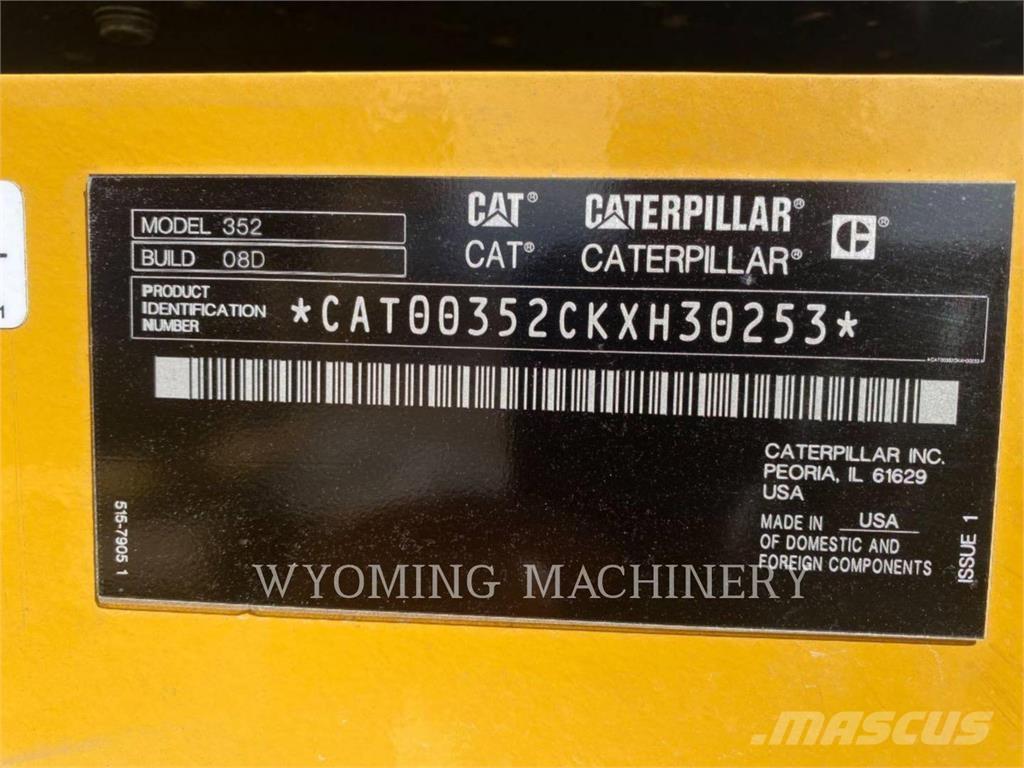 MODEL 352
BUILD 08D
CAT® CATERPILLAR® ®
CAT® CATERPILLAR®
PRODUCT
IDENTIFICATION
NUMBER
*CAT00352CKXH30253*
CATERPILLAR INC.
PEORIA, IL 61629
USA
MADE IN USA
OF DOMESTIC AND
FOREIGN COMPONENTS
ISSUE 1
515-7905 1
1
WYOMING MACHINERY
MASCUS